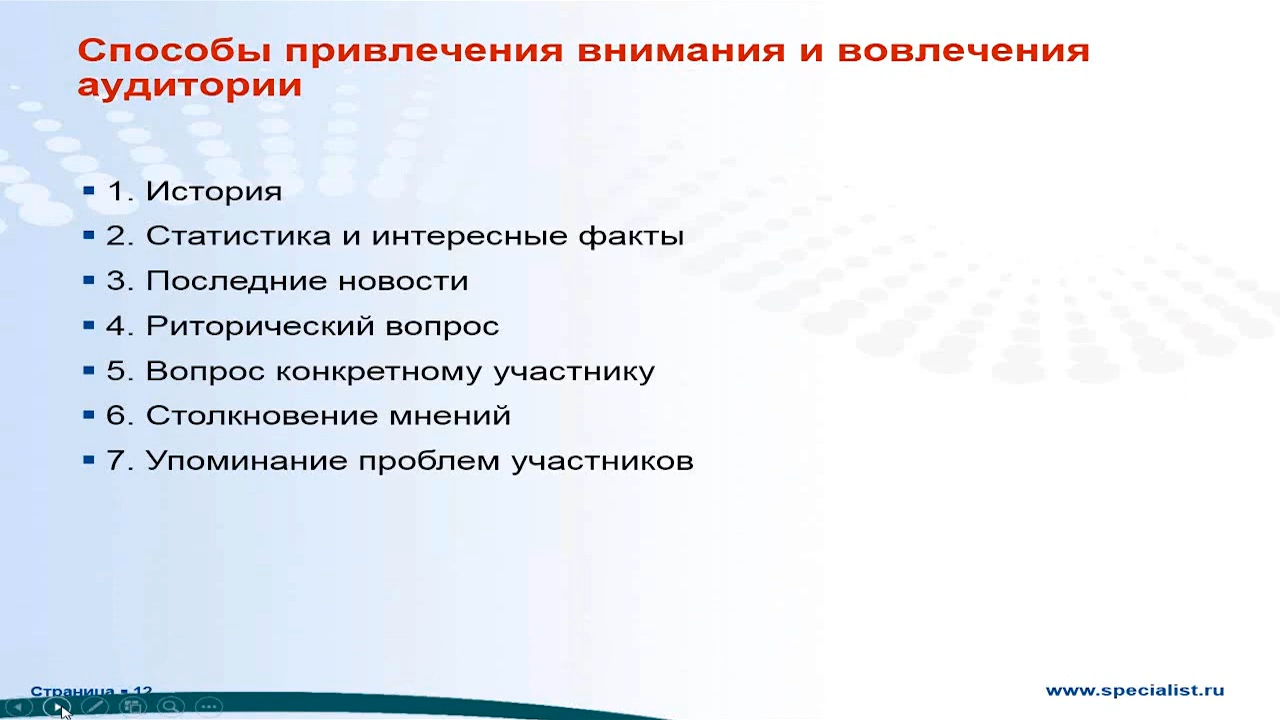 Способы привлечения внимания и вовлечения
аудитории
1. История
2. Статистика и интересные факты
3. Последние новости
4. Риторический вопрос
5. Вопрос конкретному участнику
6. Столкновение мнений
7. Упоминание проблем участников
Страница ▪ 12
www.specialist.ru